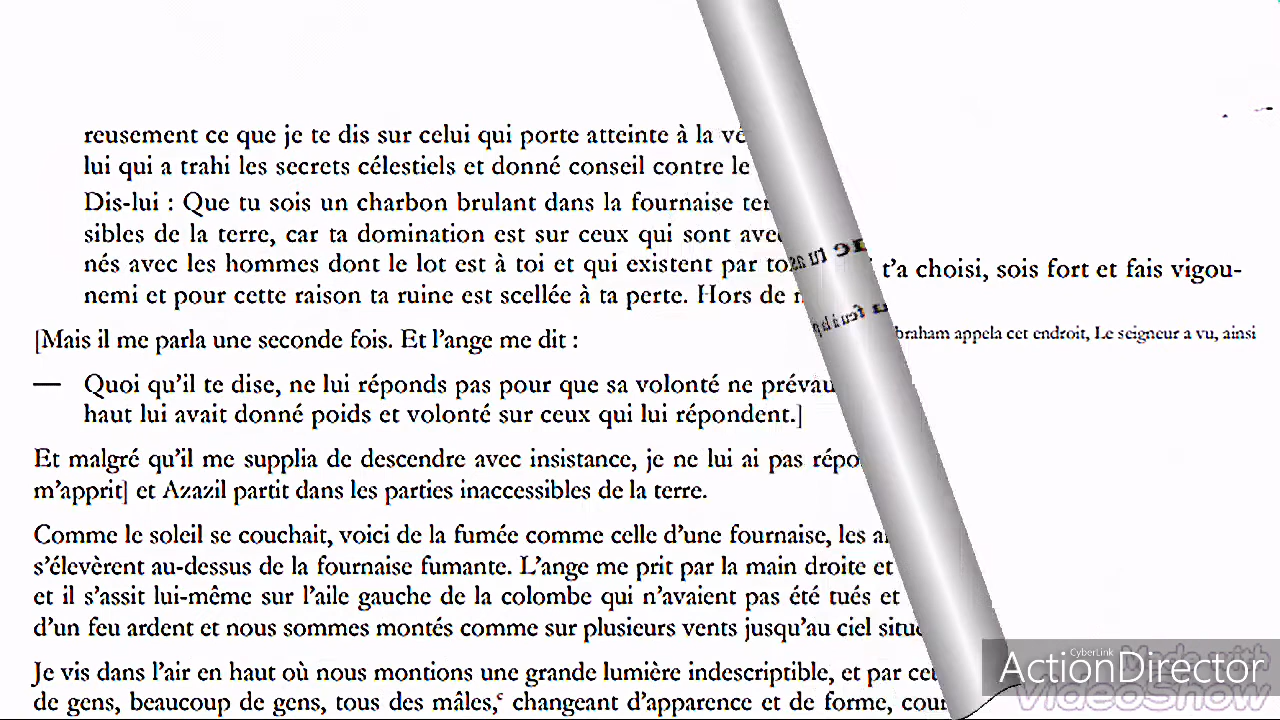 reusement ce que je te dis sur celui qui porte atteinte à la
lui qui a trahi les secrets célestiels et donné conseil contre le
Dis-lui : Que tu sois un charbon brulant dans la fournaise
sibles de la terre, car ta domination est sur ceux qui sont
nés avec les hommes dont le lot est à toi et qui existent par
nemi et pour cette raison ta ruine est scellée à ta perte. Hors de
[Mais il me parla une seconde fois. Et l'ange me dit :
— Quoi qu'il te dise, ne lui réponds pas pour que sa volonté ne
haut lui avait donné poids et volonté sur ceux qui lui répondent.]
Et malgré qu'il me supplia de descendre avec insistance, je ne lui ai pas
m'apprit] et Azazil partit dans les parties inaccessibles de la terre.
Comme le soleil se couchait, voici de la fumée comme celle d'une fournaise, les
s'élevèrent au-dessus de la fournaise fumante. L'ange me prit par la main droite et
et il s'assit lui-même sur l'aile gauche de la colombe qui n'avaient pas été tués et
d'un feu ardent et nous sommes montés comme sur plusieurs vents jusqu'au ciel
Je vis dans l'air en haut où nous montions une grande lumière indescriptible, et par
de gens, beaucoup de gens, tous des mâles,ᶜ changeant d'apparence et de forme,
t'a choisi, sois fort et fais vigou-
braham appela cet endroit, Le seigneur a vu, ainsi
CyberLink
ActionDirector
Made with
VideoShow